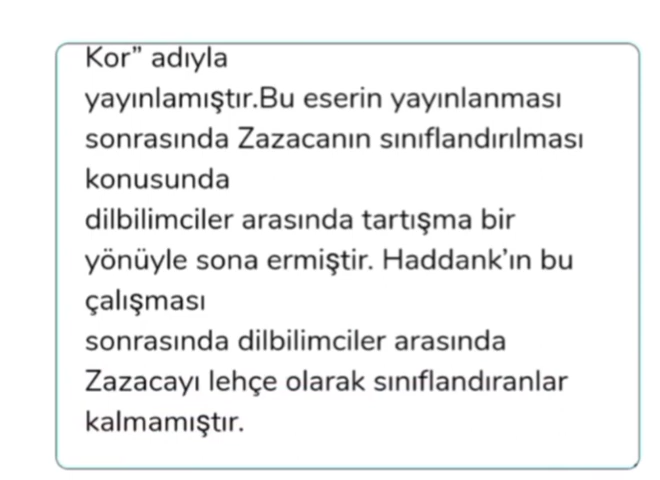 Kor” adıyla
yayınlamıştır.Bu eserin yayınlanması
sonrasında Zazacanın sınıflandırılması
konusunda
dilbilimciler arasında tartışma bir
yönüyle sona ermiştir. Haddank’ın bu
çalışması
sonrasında dilbilimciler arasında
Zazacayı lehçe olarak sınıflandıranlar
kalmamıştır.